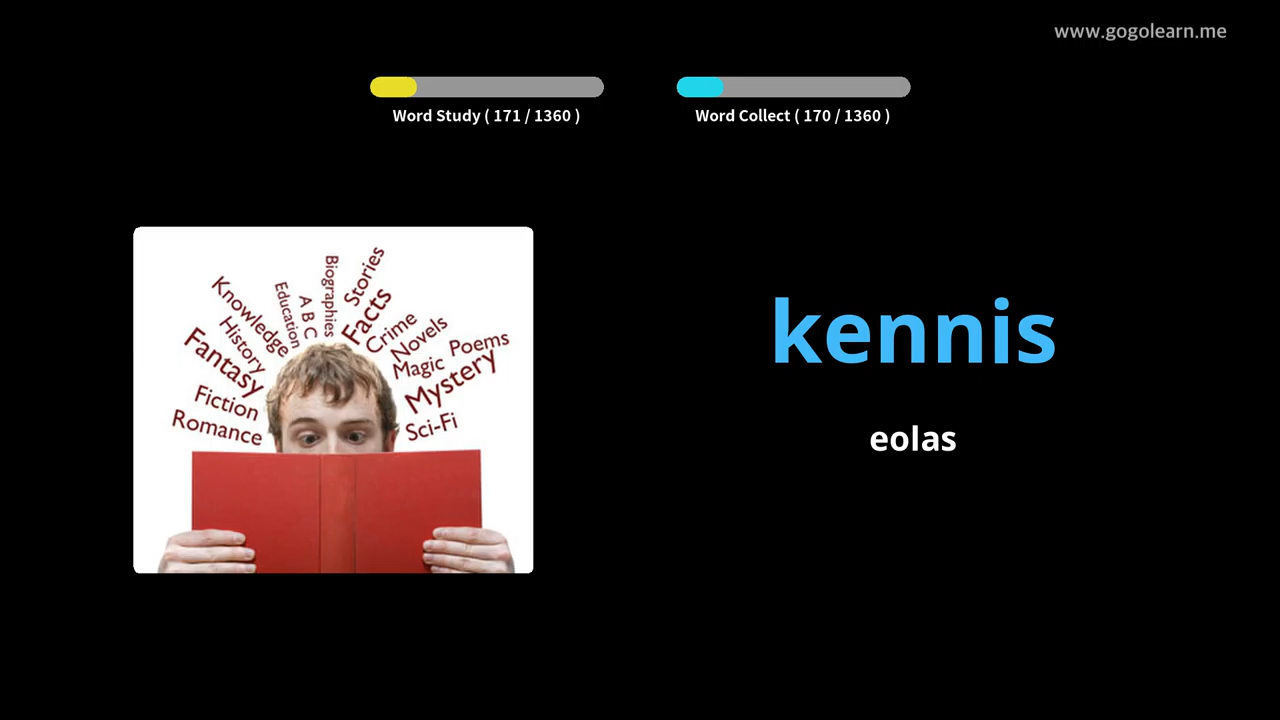 www.gogolearn.me
Word Study ( 171 / 1360 )
Word Collect ( 170 / 1360 )
Biographies
Stories
Education
A B C
Facts
Knowledge
Crime
History
Novels
Fantasy
Magic
Poems
Mystery
Fiction
Romance
Sci-Fi
kennis
eolas